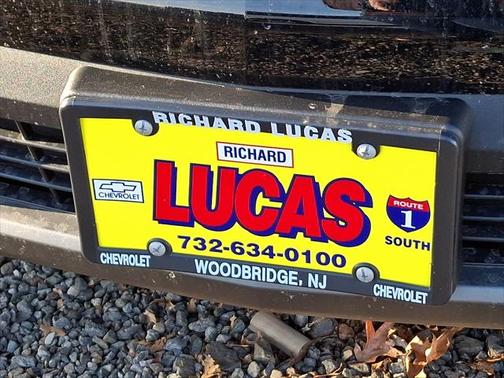 RICHARD LUCAS
RICHARD
LUCAS
CHEVROLET
ROUTE
1
SOUTH
732-634-0100
CHEVROLET
WOODBRIDGE, NJ
CHEVROLET